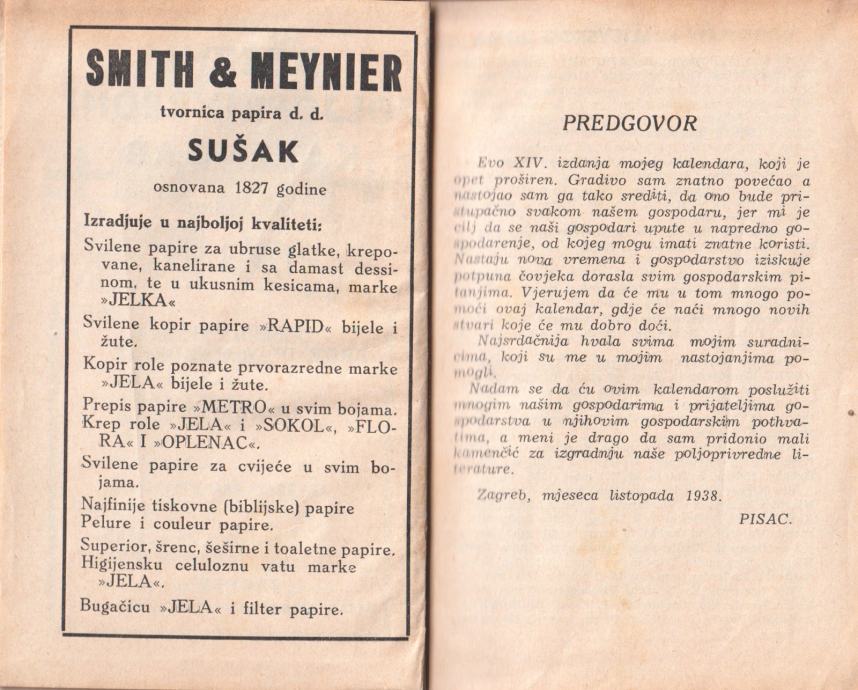 SMITH & MEYNIER
tvornica papira d. d.
SUŠAK
osnovana 1827 godine
Izradjuje u najboljoj kvaliteti:
Svilene papire za ubruse glatke, krepo-
vane, kanelirane i sa damast dessi-
nom, te u ukusnim kesicama, marke
»JELKA«
Svilene kopir papire »RAPID« bijele i
žute.
Kopir role poznate prvorazredne marke
»JELA« bijele i žute.
Prepis papire »METRO« u svim bojama.
Krep role »JELA« i »SOKOL«, »FLO-
RA« I »OPLENAC«.
Svilene papire za cvijeće u svim bo-
jama.
Najfinije tiskovne (biblijske) papire
Pelure i couleur papire.
Superior, šrenc, šeširne i toaletne papire.
Higijensku celuloznu vatu marke
»JELA«.
Bugačicu »JELA« i filter papire.
PREDGOVOR
Evo XIV. izdanja mojeg kalendara, koji je
opet proširen. Gradivo sam znatno povećao a
nastojao sam ga tako srediti, da ono bude pri-
stupačno svakom našem gospodaru, jer mi je
cilj da se naši gospodari upute u napredno go-
spodarenje, od kojeg mogu imati znatne koristi.
Nastaju nova vremena i gospodarstvo iziskuje
potpuna čovjeka dorasla svim gospodarskim pi-
tanjima. Vjerujem da će mu u tom mnogo po-
moći ovaj kalendar, gdje će naći mnogo novih
stvari koje će mu dobro doći.
Najsrdačnija hvala svima mojim suradni-
cima, koji su me u mojim nastojanjima po-
mogli.
Nadam se da ću ovim kalendarom poslužiti
mnogim našim gospodarima i prijateljima go-
spodarstva u njihovim gospodarskim pothva-
tima, a meni je drago da sam pridonio mali
kamenčić za izgradnju naše poljoprivredne li-
terature.
Zagreb, mjeseca listopada 1938.
PISAC.